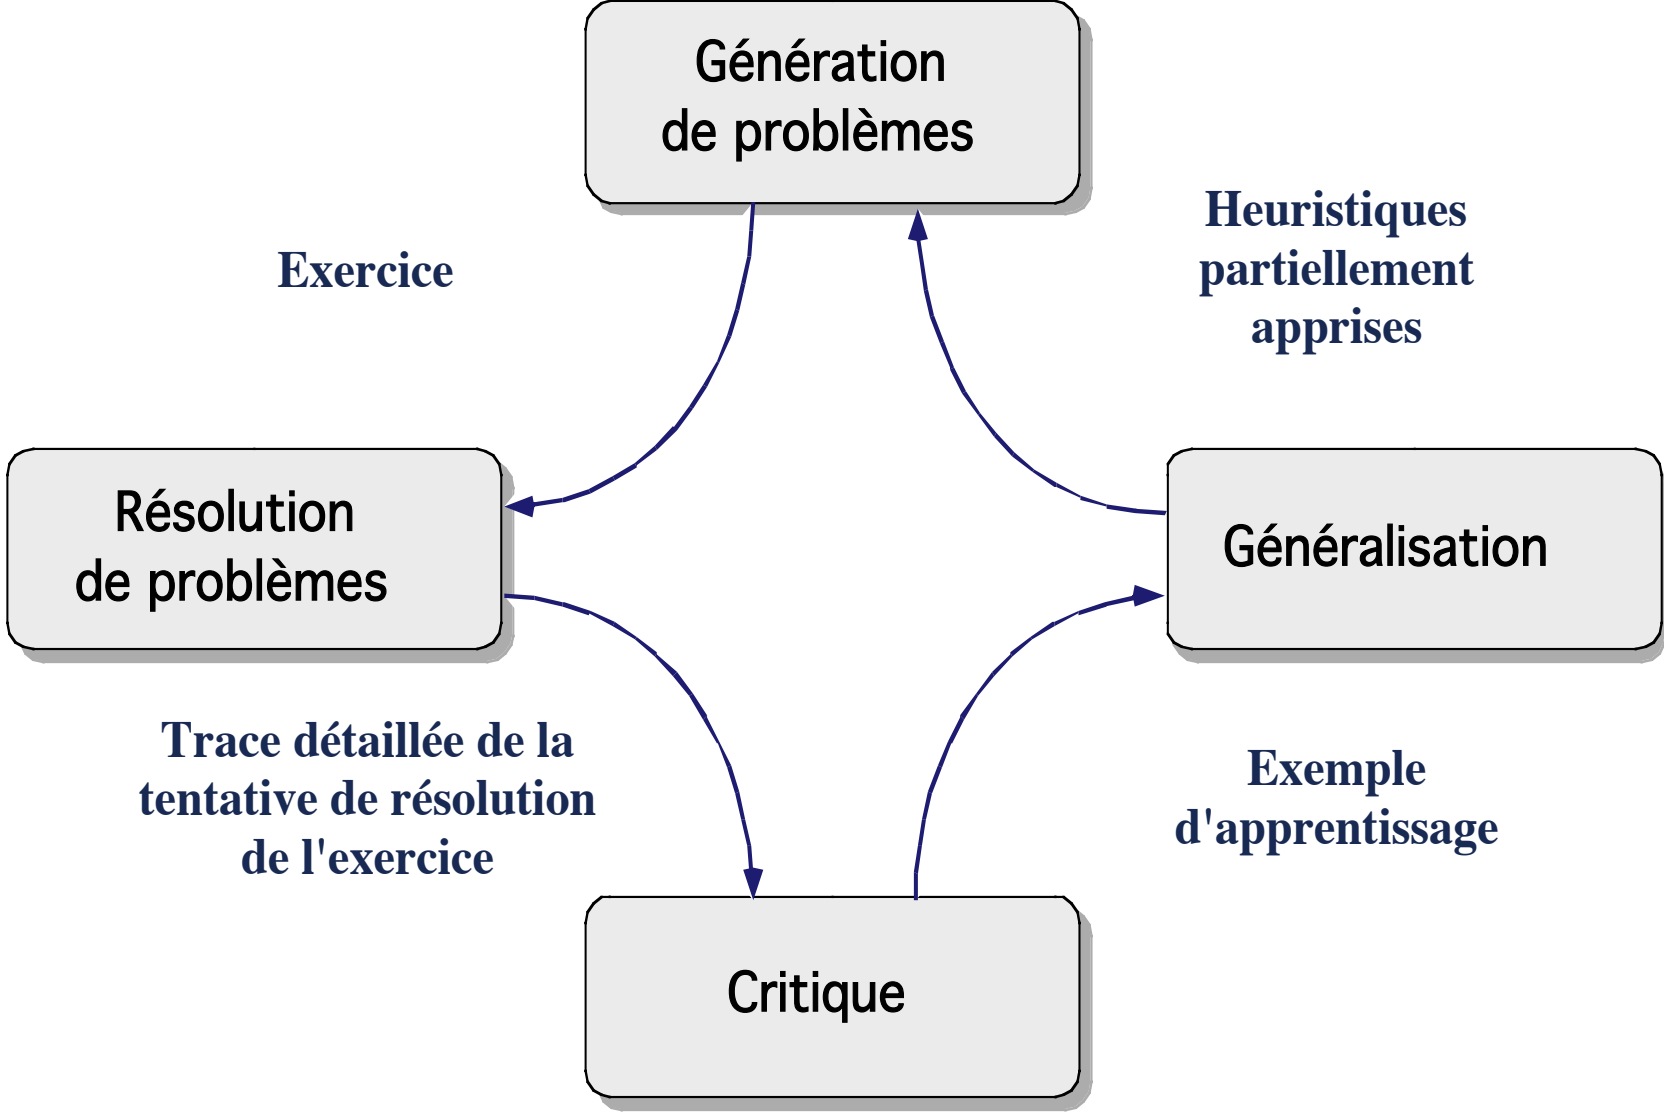 Génération
de problèmes
Exercice
Heuristiques
partiellement
apprises
Résolution
de problèmes
Généralisation
Trace détaillée de la
tentative de résolution
de l'exercice
Exemple
d'apprentissage
Critique